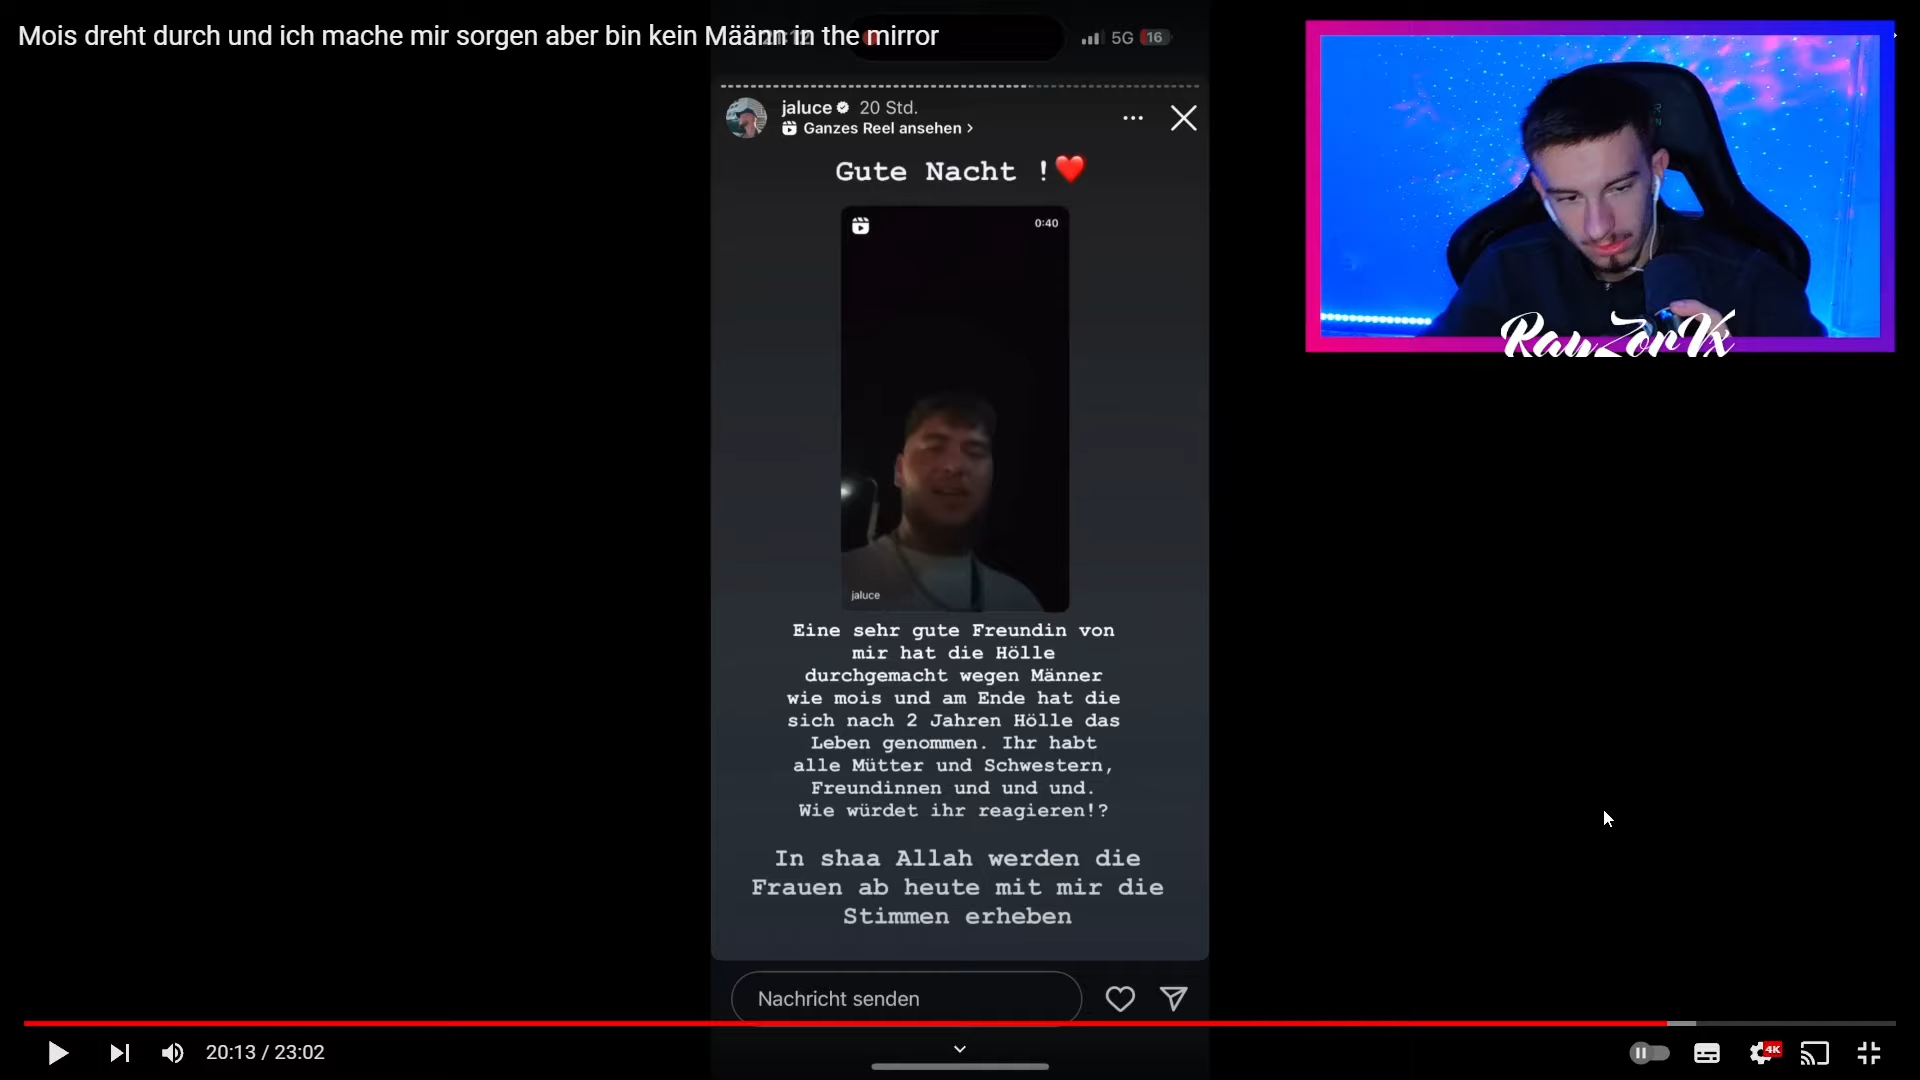 Mois dreht durch und ich mache mir sorgen aber bin kein Määnn in the mirror
5G 16
jaluce 20 Std.
Ganzes Reel ansehen >
Gute Nacht !❤️
0:40
jaluce
Eine sehr gute Freundin von
mir hat die Hölle
durchgemacht wegen Männer
wie mois und am Ende hat die
sich nach 2 Jahren Hölle das
Leben genommen. Ihr habt
alle Mütter und Schwestern,
Freundinnen und und und.
Wie würdet ihr reagieren!?
In shaa Allah werden die
Frauen ab heute mit mir die
Stimmen erheben
Nachricht senden
RayZorVx
20:13 / 23:02
4K